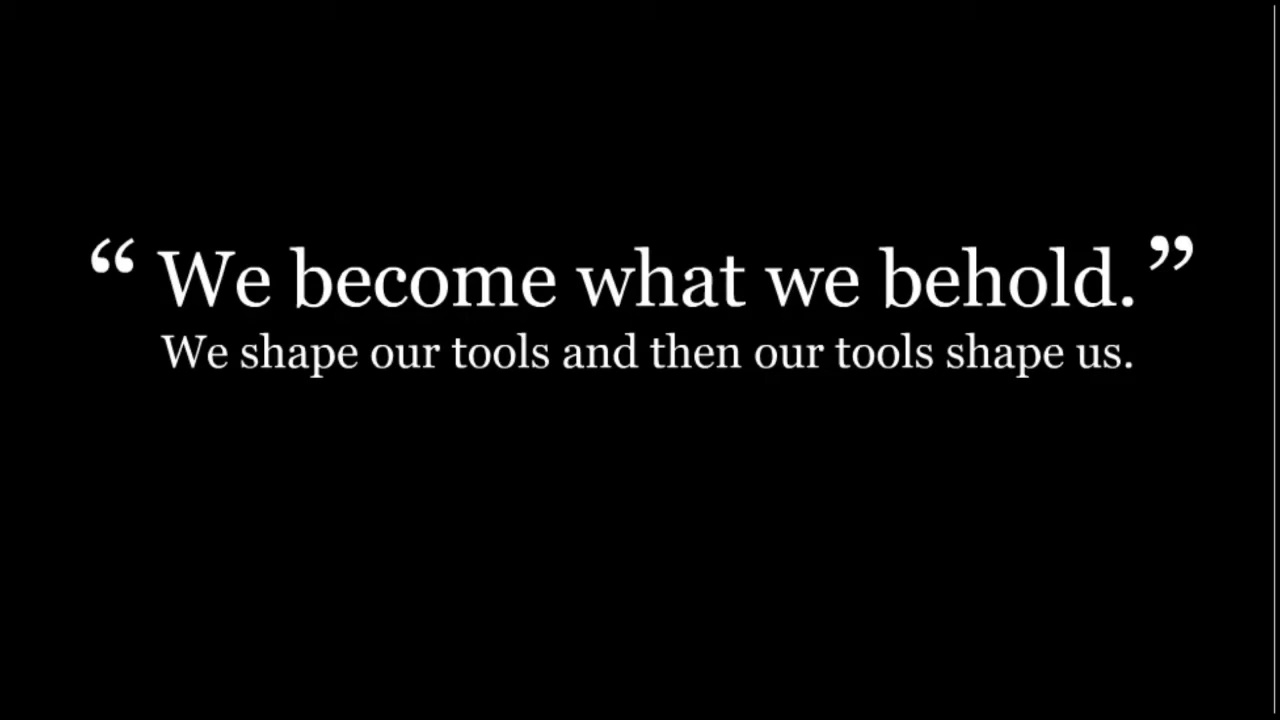 “ We become what we behold. ”
We shape our tools and then our tools shape us.